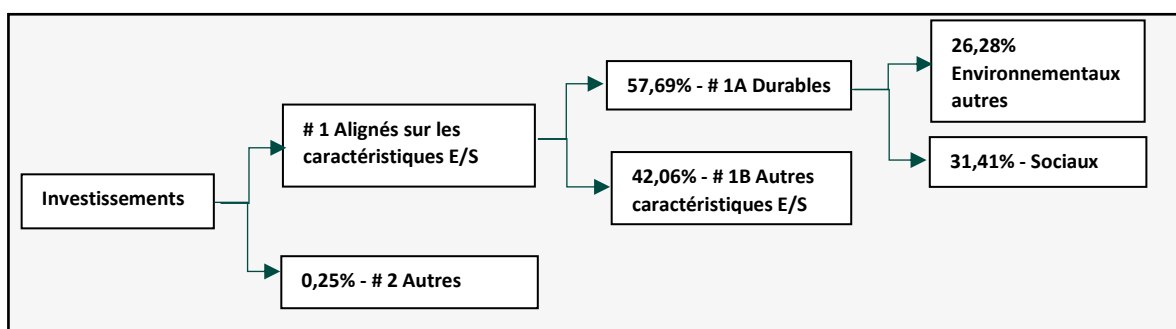 Investissements
# 1 Alignés sur les
caractéristiques E/S
0,25% - # 2 Autres
57,69% - # 1A Durables
42,06% - # 1B Autres
caractéristiques E/S
26,28%
Environnementaux
autres
31,41% - Sociaux